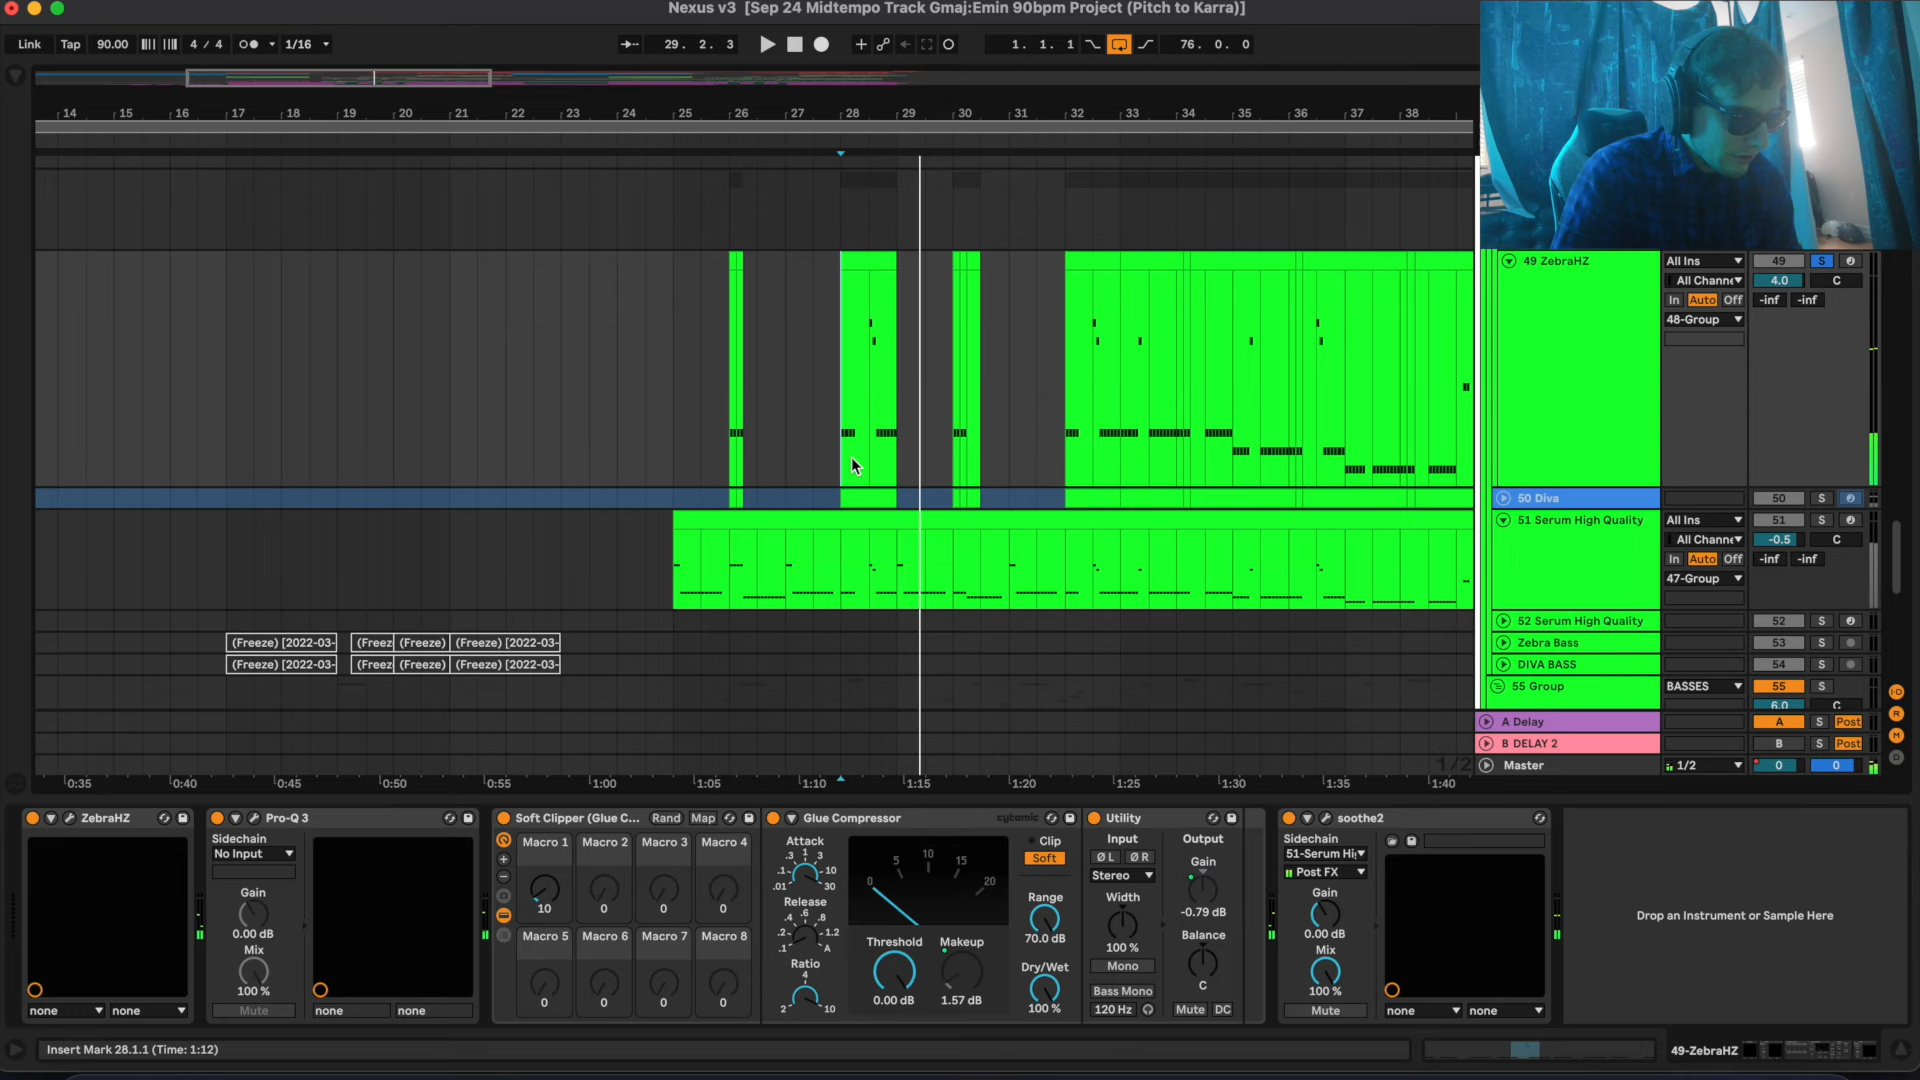 Nexus v3 [Sep 24 Midtempo Track Gmaj:Emin 90bpm Project (Pitch to Karra)]
Link Tap 90.00 4 / 4 1/16 29. 2. 3 1. 1. 1 76. 0. 0
14 15 16 17 18 19 20 21 22 23 24 25 26 27 28 29 30 31 32 33 34 35 36 37 38
49 ZebraHZ All Ins 49 S
All Channe 4.0 C
In Auto Off -inf -inf
48-Group
50 Diva 50 S
51 Serum High Quality All Ins 51 S
All Channe -0.5 C
In Auto Off -inf -inf
47-Group
52 Serum High Quality 52 S
(Freeze) [2022-03- (Freez (Freeze) (Freeze) [2022-03- Zebra Bass 53 S
(Freeze) [2022-03- (Freez (Freeze) (Freeze) [2022-03- DIVA BASS 54 S
55 Group BASSES 55 S
6.0 C
A Delay A S Post
B DELAY 2 B S Post
1/2 Master 1/2 0 0
0:35 0:40 0:45 0:50 0:55 1:00 1:05 1:10 1:15 1:20 1:25 1:30 1:35 1:40
ZebraHZ
none none
Pro-Q 3
Sidechain
No Input
Gain
0.00 dB
Mix
100 %
Mute none none
Soft Clipper (Glue C... Rand Map
Macro 1 Macro 2 Macro 3 Macro 4
10 0 0 0
Macro 5 Macro 6 Macro 7 Macro 8
0 0 0 0
Glue Compressor cytomic
Attack
.3 1 3
.1 10
.01 30
Release
.4 .6 .8
.2 1.2
.1 A
Ratio
4
2 10
0 5 10 15 20
Threshold Makeup
0.00 dB 1.57 dB
Clip
Soft
Range
70.0 dB
Dry/Wet
100 %
Utility
Input Output
Ø L Ø R Gain
Stereo
Width -0.79 dB
100 % Balance
Mono C
Bass Mono
120 Hz Mute DC
soothe2
Sidechain
51-Serum Hi
Post FX
Gain
0.00 dB
Mix
100 %
Mute none none
Drop an Instrument or Sample Here
Insert Mark 28.1.1 (Time: 1:12) 49-ZebraHZ